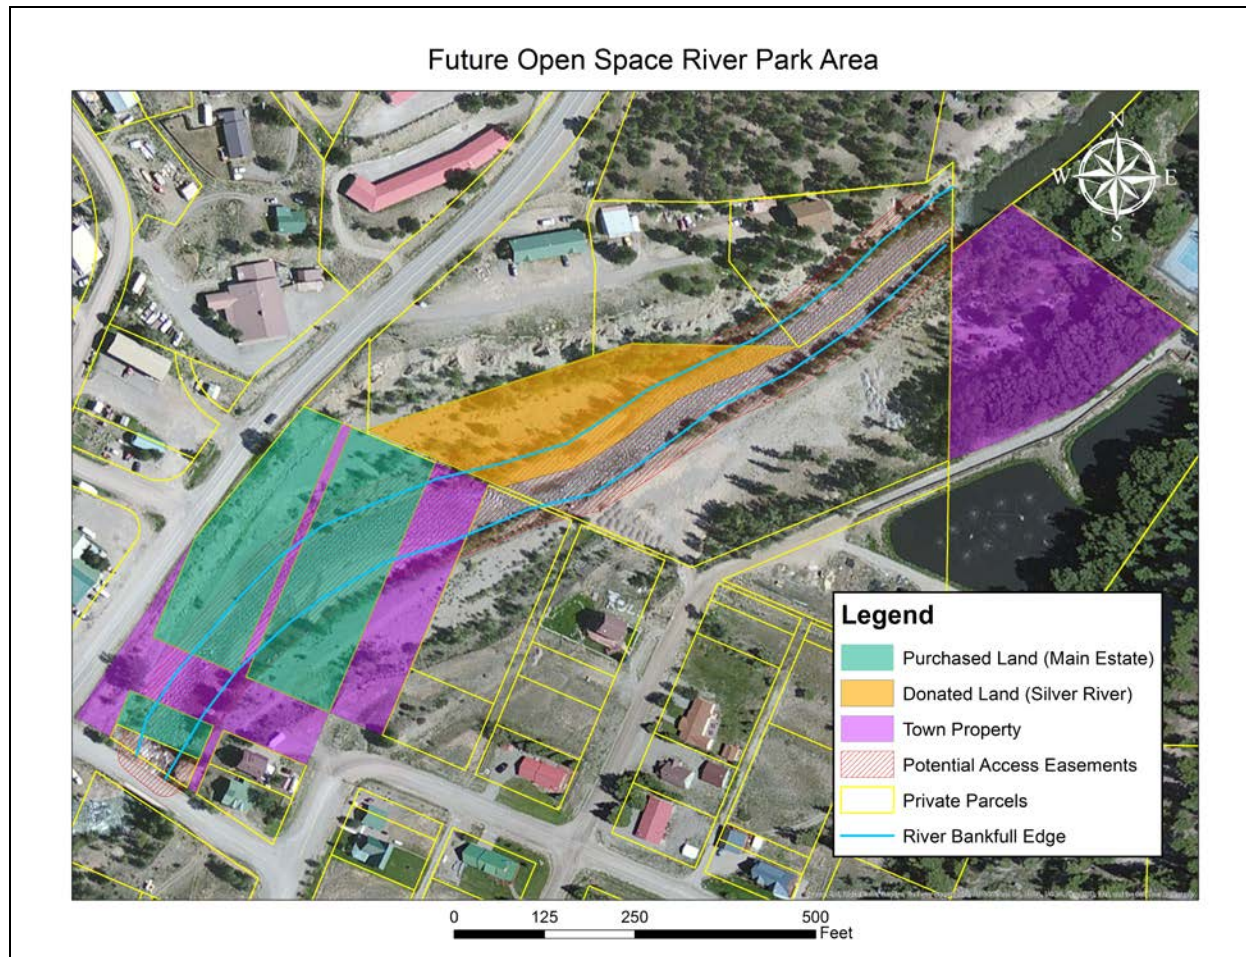 Future Open Space River Park Area
N
W E
S
Legend
Purchased Land (Main Estate)
Donated Land (Silver River)
Town Property
Potential Access Easements
Private Parcels
River Bankfull Edge
0 125 250 500
Feet